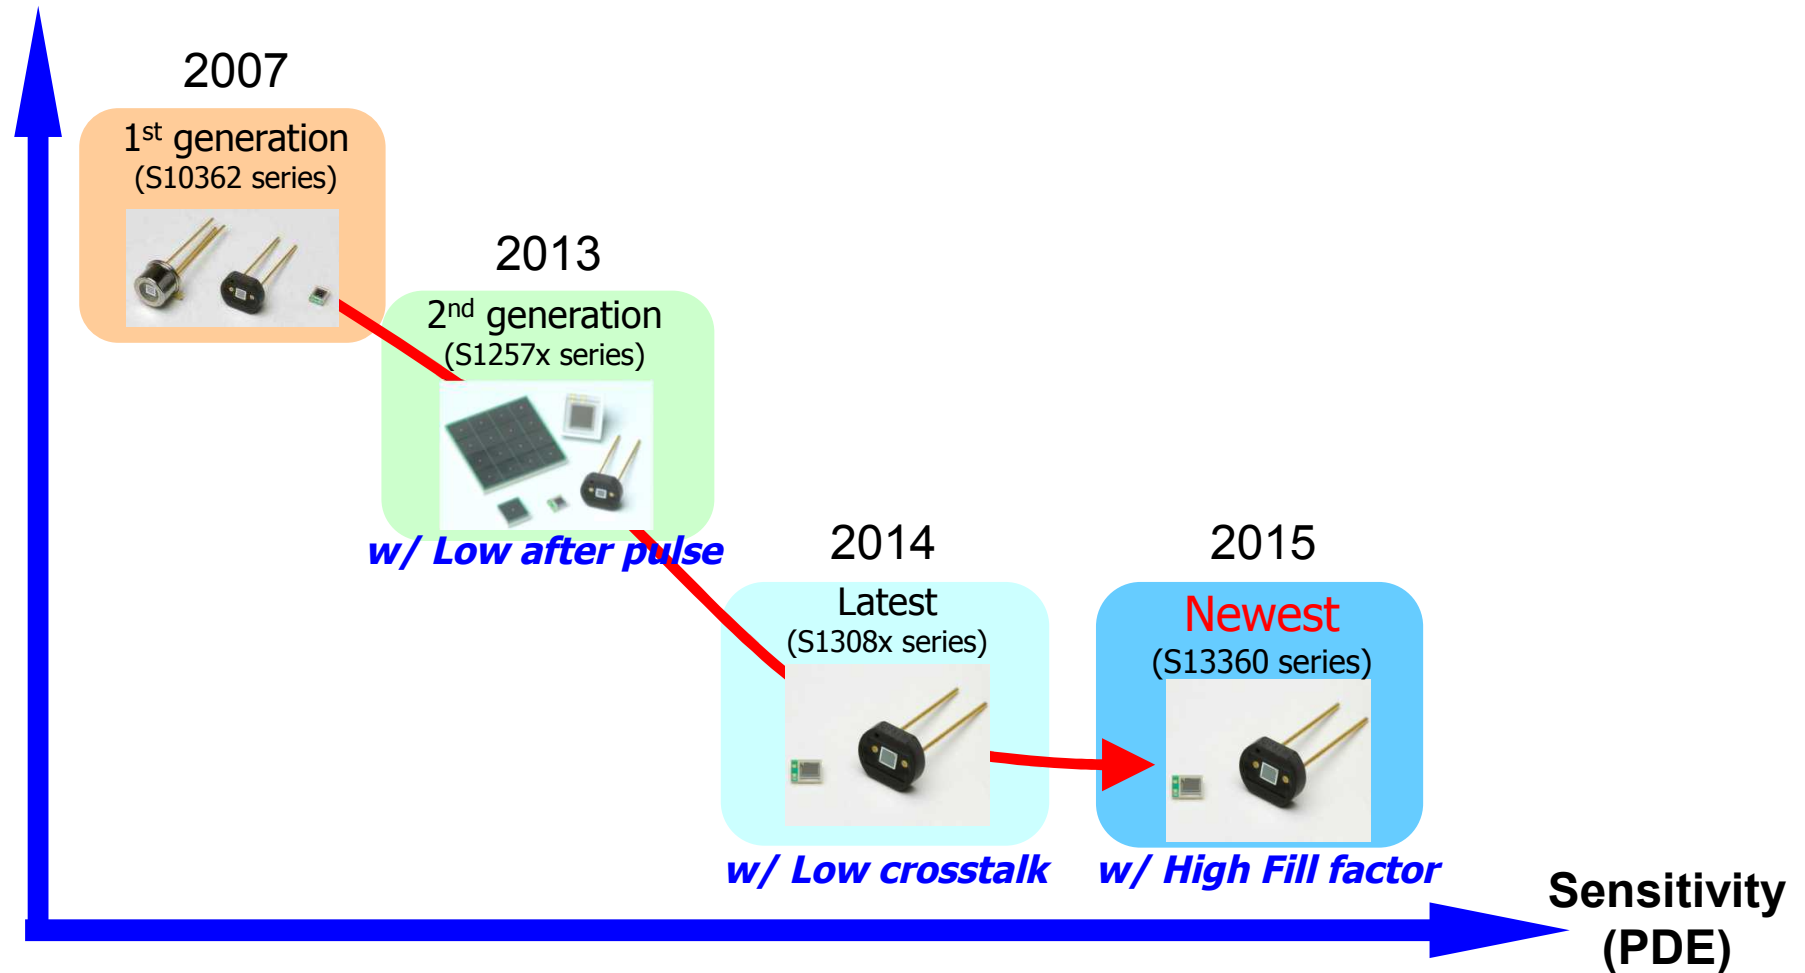 2007
1st generation
(S10362 series)
2013
2nd generation
(S1257x series)
w/ Low after pulse
2014
Latest
(S1308x series)
w/ Low crosstalk
2015
Newest
(S13360 series)
w/ High Fill factor
Sensitivity
(PDE)